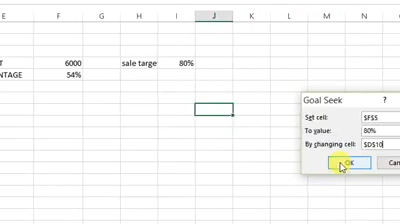 E F G H I J K L M N O
T 6000 sale targe 80%
NTAGE 54%
Goal Seek ?
Set cell: $F$5
To value: 80%
By changing cell: $D$10
OK Can